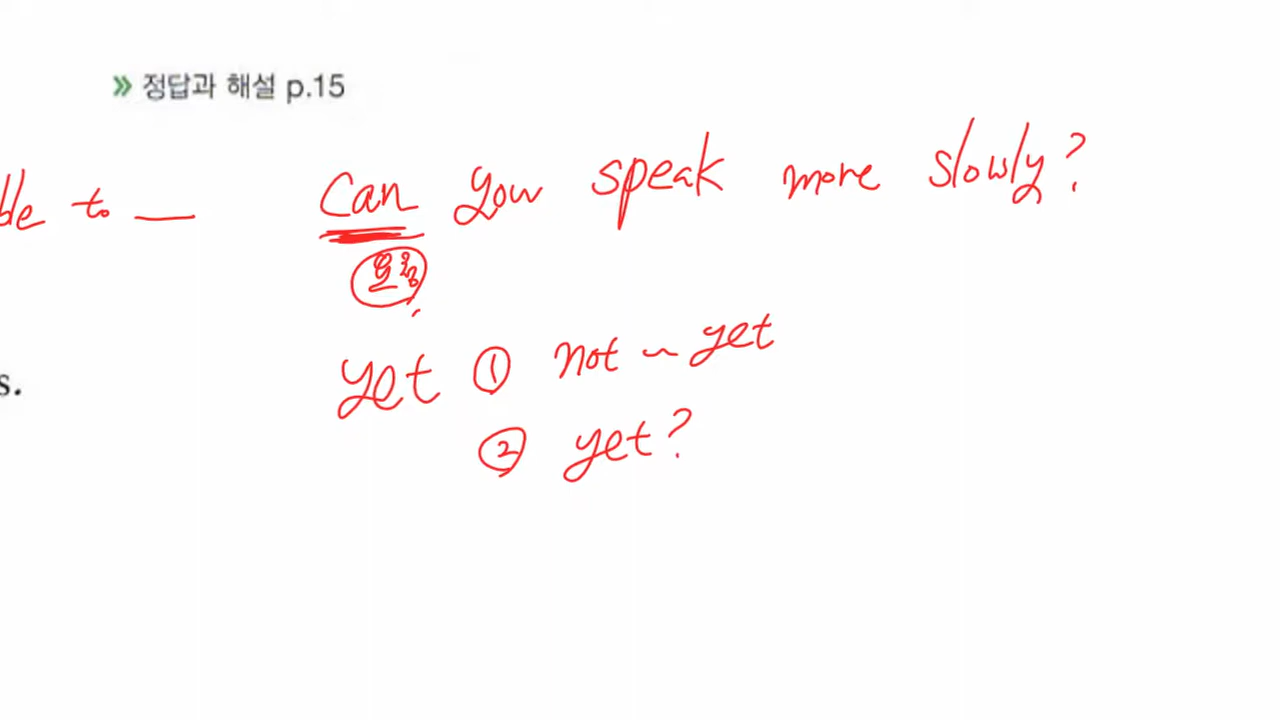 » 정답과 해설 p.15
to __ Can you speak more slowly?
요청
yet ① not ~ yet
② yet?
s.